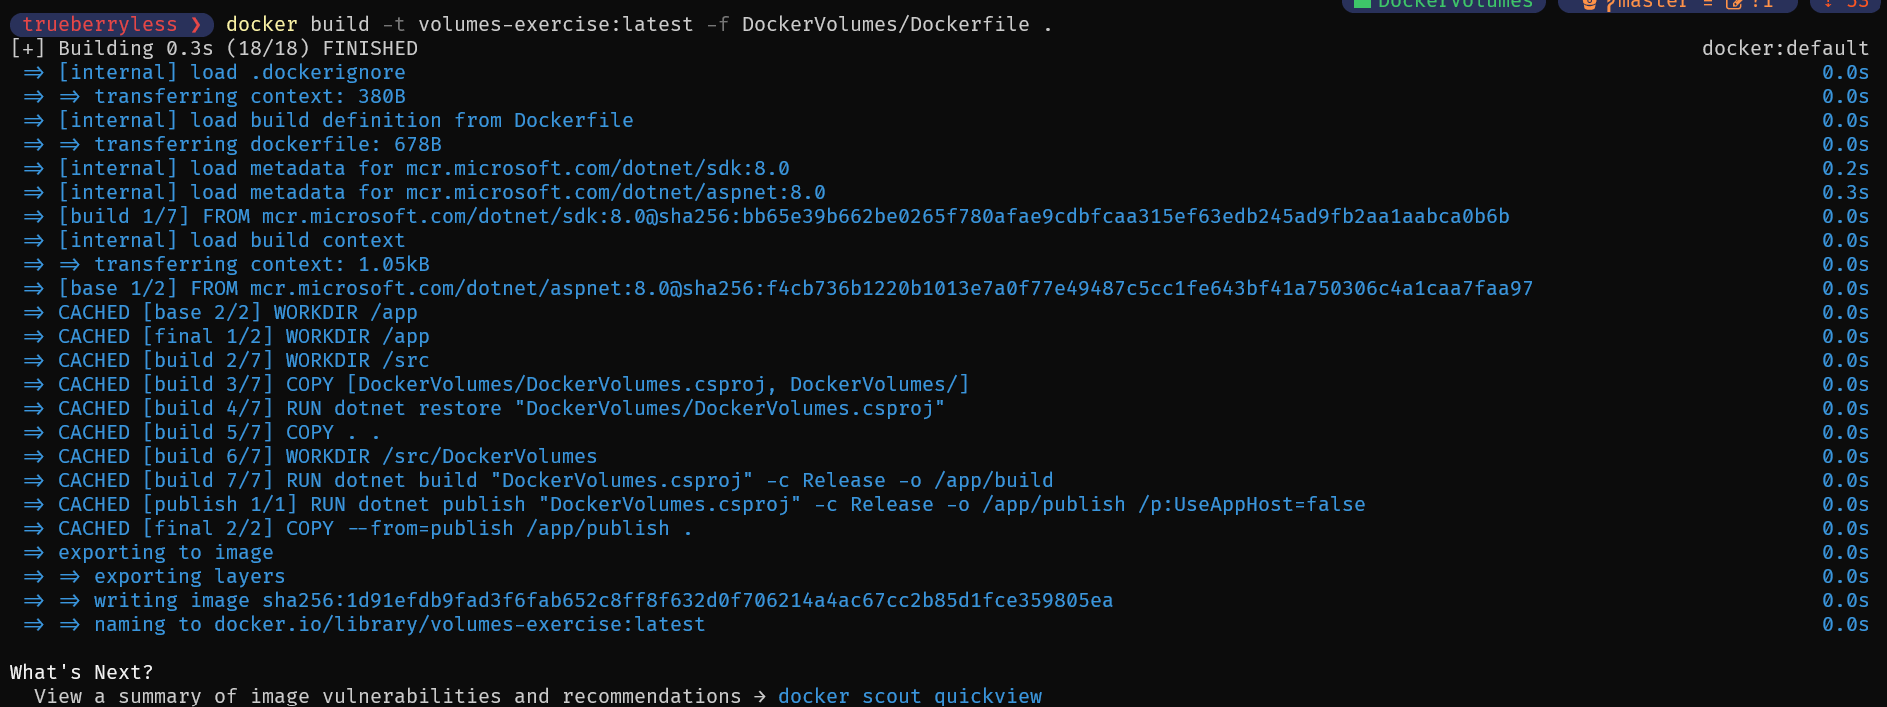 DockerVolumes master = !1 ↓ 53
trueberryless ❯ docker build -t volumes-exercise:latest -f DockerVolumes/Dockerfile .
[+] Building 0.3s (18/18) FINISHED docker:default
=> [internal] load .dockerignore 0.0s
=> => transferring context: 380B 0.0s
=> [internal] load build definition from Dockerfile 0.0s
=> => transferring dockerfile: 678B 0.0s
=> [internal] load metadata for mcr.microsoft.com/dotnet/sdk:8.0 0.2s
=> [internal] load metadata for mcr.microsoft.com/dotnet/aspnet:8.0 0.3s
=> [build 1/7] FROM mcr.microsoft.com/dotnet/sdk:8.0@sha256:bb65e39b662be0265f780afae9cdbfcaa315ef63edb245ad9fb2aa1aabca0b6b 0.0s
=> [internal] load build context 0.0s
=> => transferring context: 1.05kB 0.0s
=> [base 1/2] FROM mcr.microsoft.com/dotnet/aspnet:8.0@sha256:f4cb736b1220b1013e7a0f77e49487c5cc1fe643bf41a750306c4a1caa7faa97 0.0s
=> CACHED [base 2/2] WORKDIR /app 0.0s
=> CACHED [final 1/2] WORKDIR /app 0.0s
=> CACHED [build 2/7] WORKDIR /src 0.0s
=> CACHED [build 3/7] COPY [DockerVolumes/DockerVolumes.csproj, DockerVolumes/] 0.0s
=> CACHED [build 4/7] RUN dotnet restore "DockerVolumes/DockerVolumes.csproj" 0.0s
=> CACHED [build 5/7] COPY . . 0.0s
=> CACHED [build 6/7] WORKDIR /src/DockerVolumes 0.0s
=> CACHED [build 7/7] RUN dotnet build "DockerVolumes.csproj" -c Release -o /app/build 0.0s
=> CACHED [publish 1/1] RUN dotnet publish "DockerVolumes.csproj" -c Release -o /app/publish /p:UseAppHost=false 0.0s
=> CACHED [final 2/2] COPY --from=publish /app/publish . 0.0s
=> exporting to image 0.0s
=> => exporting layers 0.0s
=> => writing image sha256:1d91efdb9fad3f6fab652c8ff8f632d0f706214a4ac67cc2b85d1fce359805ea 0.0s
=> => naming to docker.io/library/volumes-exercise:latest 0.0s
What's Next?
View a summary of image vulnerabilities and recommendations → docker scout quickview